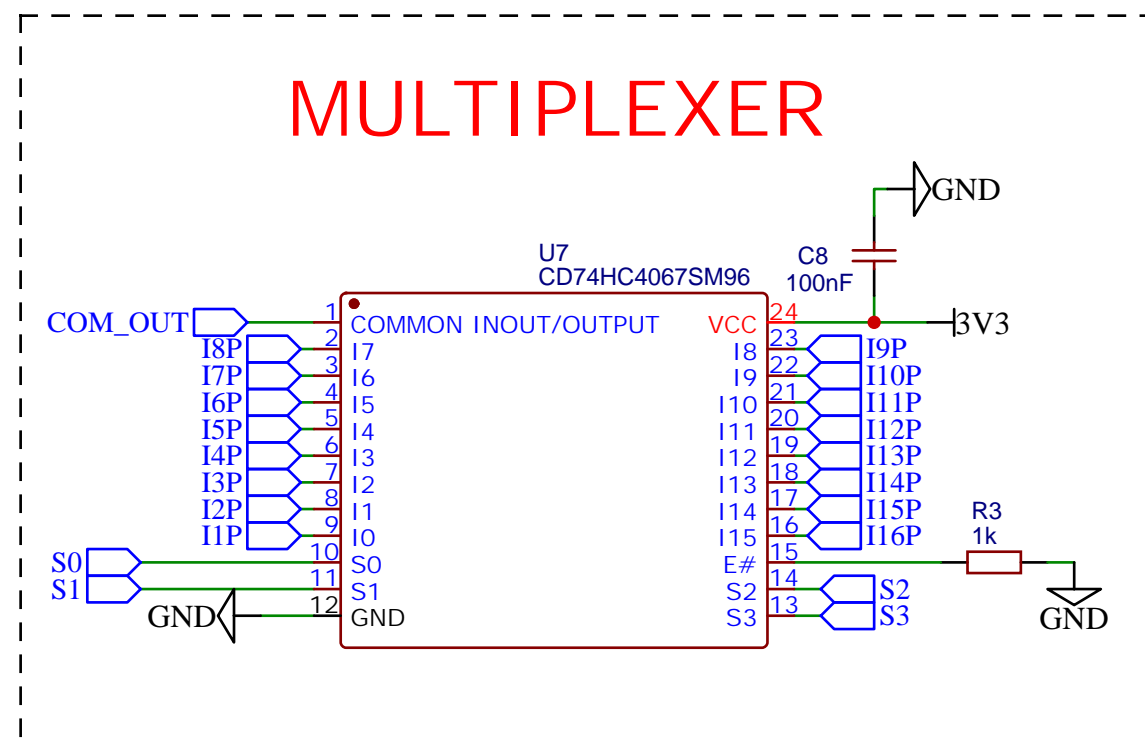 MULTIPLEXER
GND
U7
CD74HC4067SM96
C8
100nF
COM_OUT 1 COMMON INOUT/OUTPUT VCC 24 3V3
I8P 2 I7 I8 23 I9P
I7P 3 I6 I9 22 I10P
I6P 4 I5 I10 21 I11P
I5P 5 I4 I11 20 I12P
I4P 6 I3 I12 19 I13P
I3P 7 I2 I13 18 I14P
I2P 8 I1 I14 17 I15P
I1P 9 I0 I15 16 I16P
R3
1k
S0 10 S0 E# 15
S1 11 S1 S2 14 S2
GND 12 GND S3 13 S3
GND